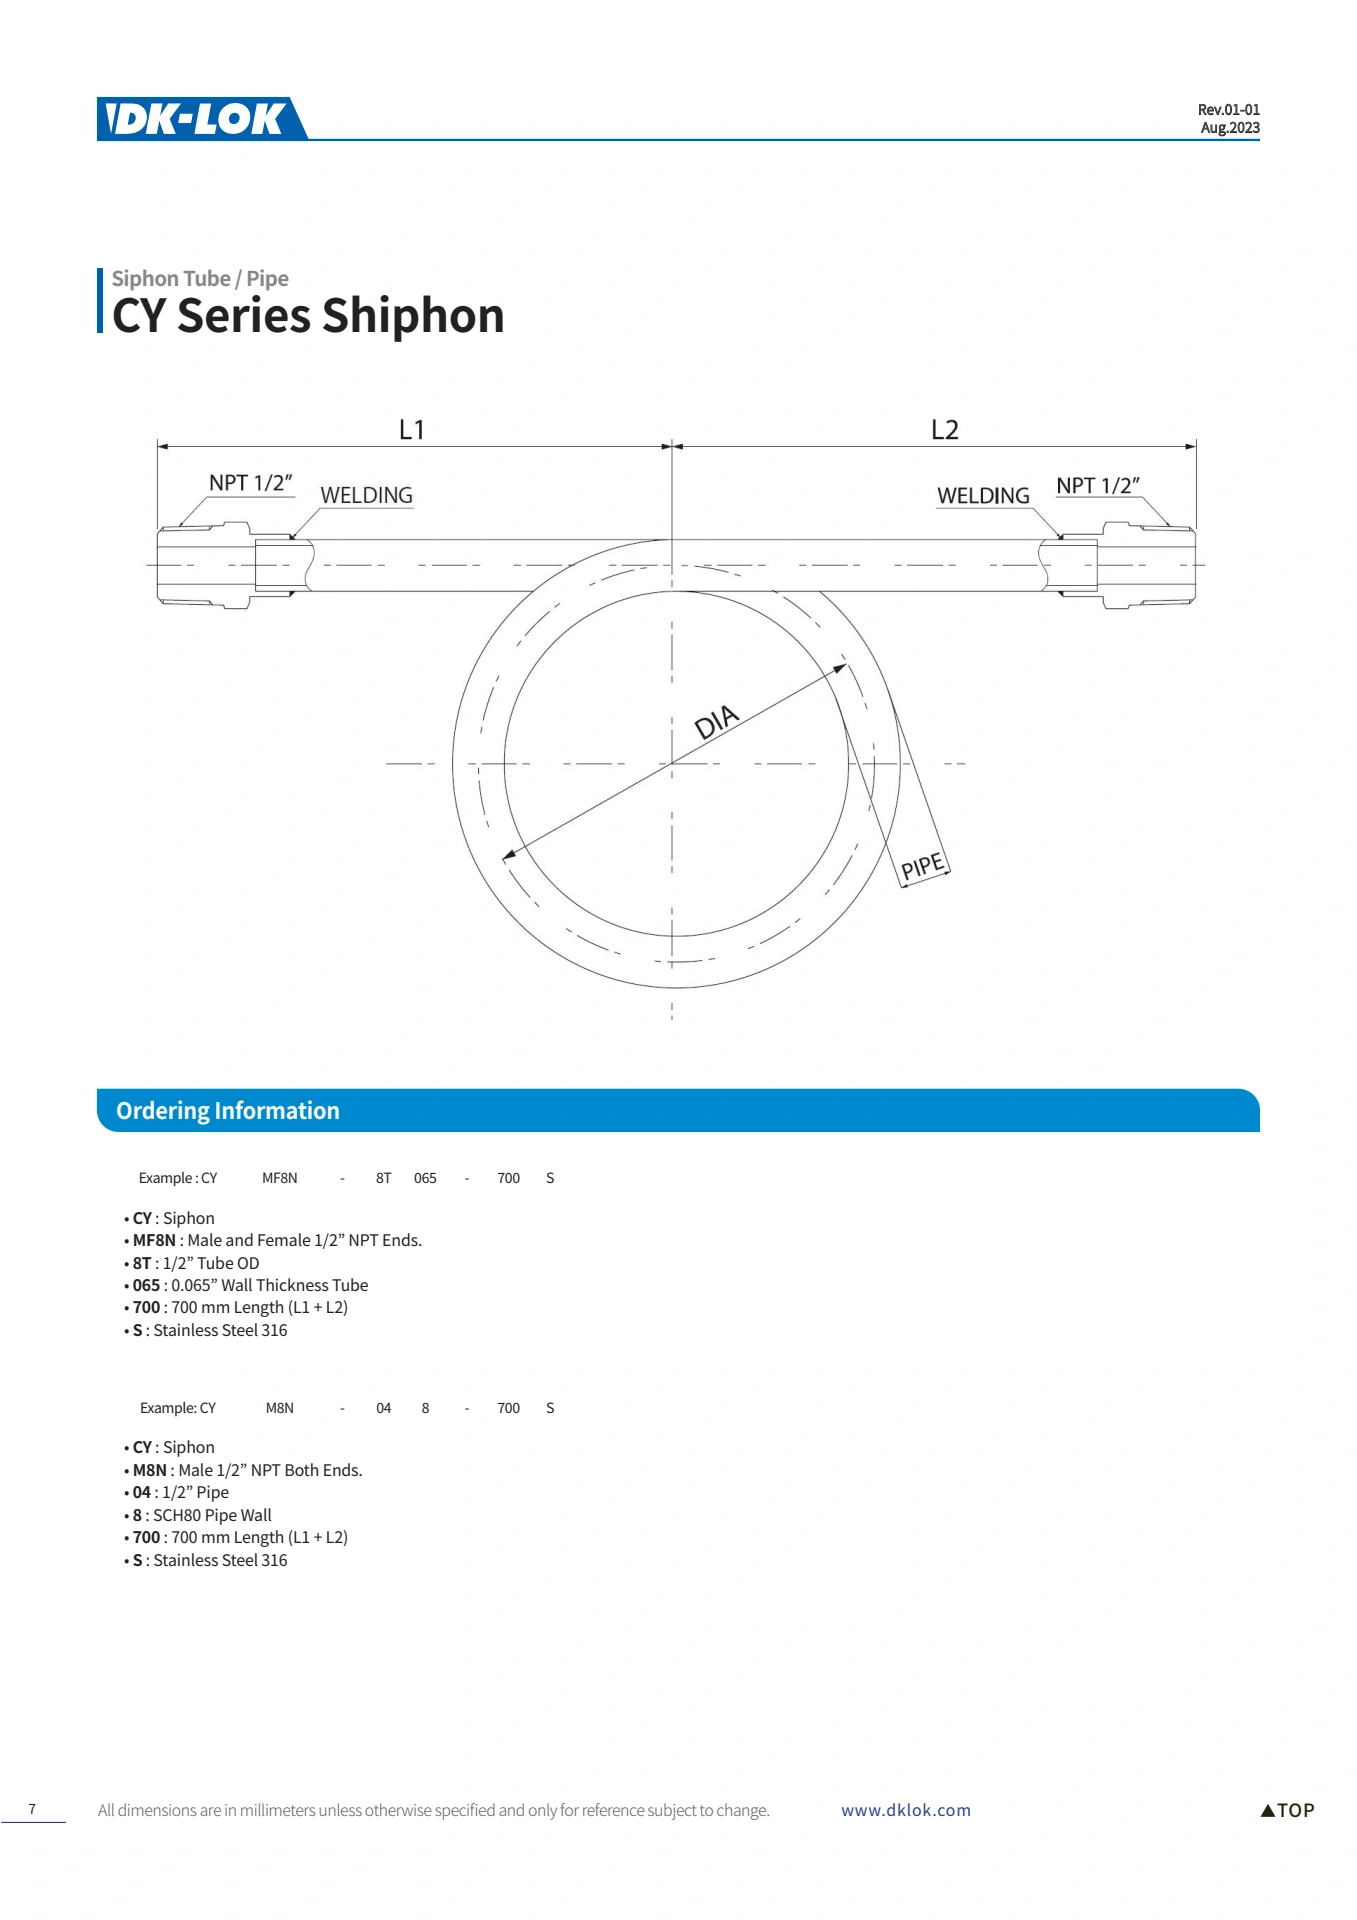 DK-LOK
Rev.01-01
Aug.2023
Siphon Tube / Pipe
CY Series Shiphon
L1
L2
NPT 1/2”
WELDING
WELDING
NPT 1/2”
DIA
PIPE
Ordering Information
Example : CY MF8N - 8T 065 - 700 S
• CY : Siphon
• MF8N : Male and Female 1/2” NPT Ends.
• 8T : 1/2” Tube OD
• 065 : 0.065” Wall Thickness Tube
• 700 : 700 mm Length (L1 + L2)
• S : Stainless Steel 316
Example: CY M8N - 04 8 - 700 S
• CY : Siphon
• M8N : Male 1/2” NPT Both Ends.
• 04 : 1/2” Pipe
• 8 : SCH80 Pipe Wall
• 700 : 700 mm Length (L1 + L2)
• S : Stainless Steel 316
7
All dimensions are in millimeters unless otherwise specified and only for reference subject to change.
www.dklok.com
▲TOP